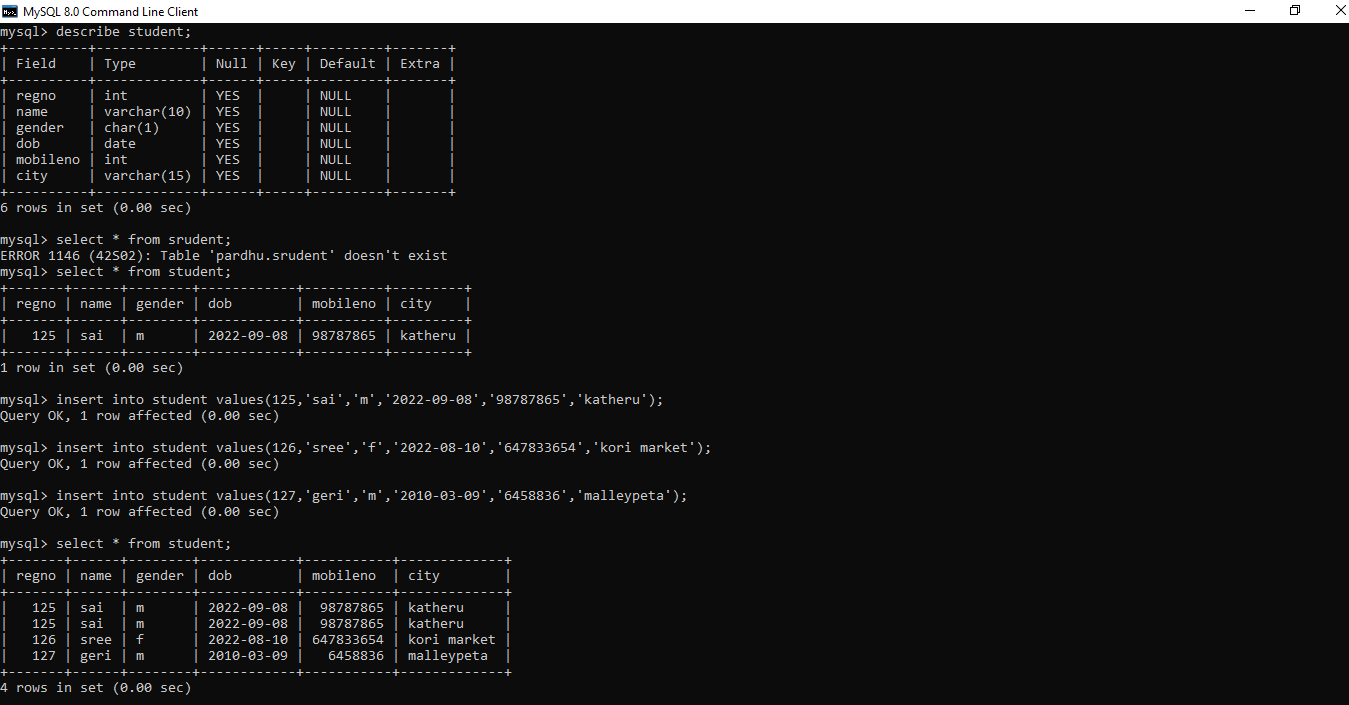 MySQL 8.0 Command Line Client
mysql> describe student;
+----------+-------------+------+-----+---------+-------+
| Field    | Type        | Null | Key | Default | Extra |
+----------+-------------+------+-----+---------+-------+
| regno    | int         | YES  |     | NULL    |       |
| name     | varchar(10) | YES  |     | NULL    |       |
| gender   | char(1)     | YES  |     | NULL    |       |
| dob      | date        | YES  |     | NULL    |       |
| mobileno | int         | YES  |     | NULL    |       |
| city     | varchar(15) | YES  |     | NULL    |       |
+----------+-------------+------+-----+---------+-------+
6 rows in set (0.00 sec)

mysql> select * from srudent;
ERROR 1146 (42S02): Table 'pardhu.srudent' doesn't exist
mysql> select * from student;
+-------+------+--------+------------+----------+---------+
| regno | name | gender | dob        | mobileno | city    |
+-------+------+--------+------------+----------+---------+
|   125 | sai  | m      | 2022-09-08 | 98787865 | katheru |
+-------+------+--------+------------+----------+---------+
1 row in set (0.00 sec)

mysql> insert into student values(125,'sai','m','2022-09-08','98787865','katheru');
Query OK, 1 row affected (0.00 sec)

mysql> insert into student values(126,'sree','f','2022-08-10','647833654','kori market');
Query OK, 1 row affected (0.00 sec)

mysql> insert into student values(127,'geri','m','2010-03-09','6458836','malleypeta');
Query OK, 1 row affected (0.00 sec)

mysql> select * from student;
+-------+------+--------+------------+-----------+-------------+
| regno | name | gender | dob        | mobileno  | city        |
+-------+------+--------+------------+-----------+-------------+
|   125 | sai  | m      | 2022-09-08 |  98787865 | katheru     |
|   125 | sai  | m      | 2022-09-08 |  98787865 | katheru     |
|   126 | sree | f      | 2022-08-10 | 647833654 | kori market |
|   127 | geri | m      | 2010-03-09 |   6458836 | malleypeta  |
+-------+------+--------+------------+-----------+-------------+
4 rows in set (0.00 sec)